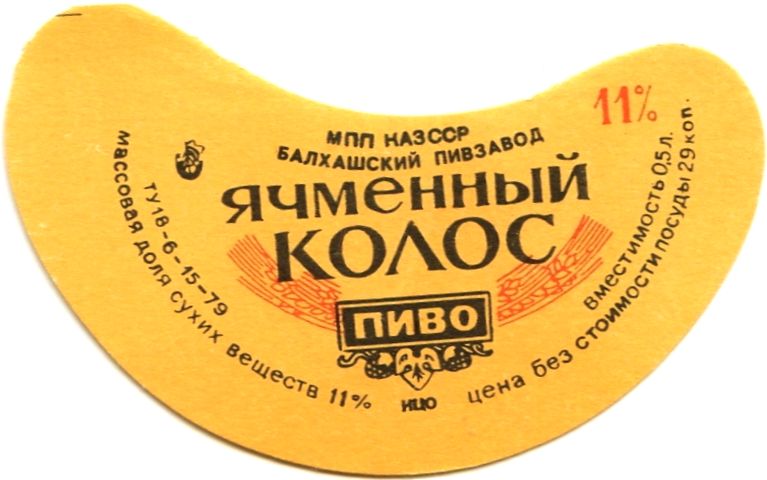 11%
МПП КАЗССР
БАЛХАШСКИЙ ПИВЗАВОД
ЯЧМЕННЫЙ
КОЛОС
ПИВО
ТУ18-6-15-79
массовая доля сухих веществ 11%
ИЦЮ
вместимость 0,5л.
цена без стоимости посуды 29 коп.